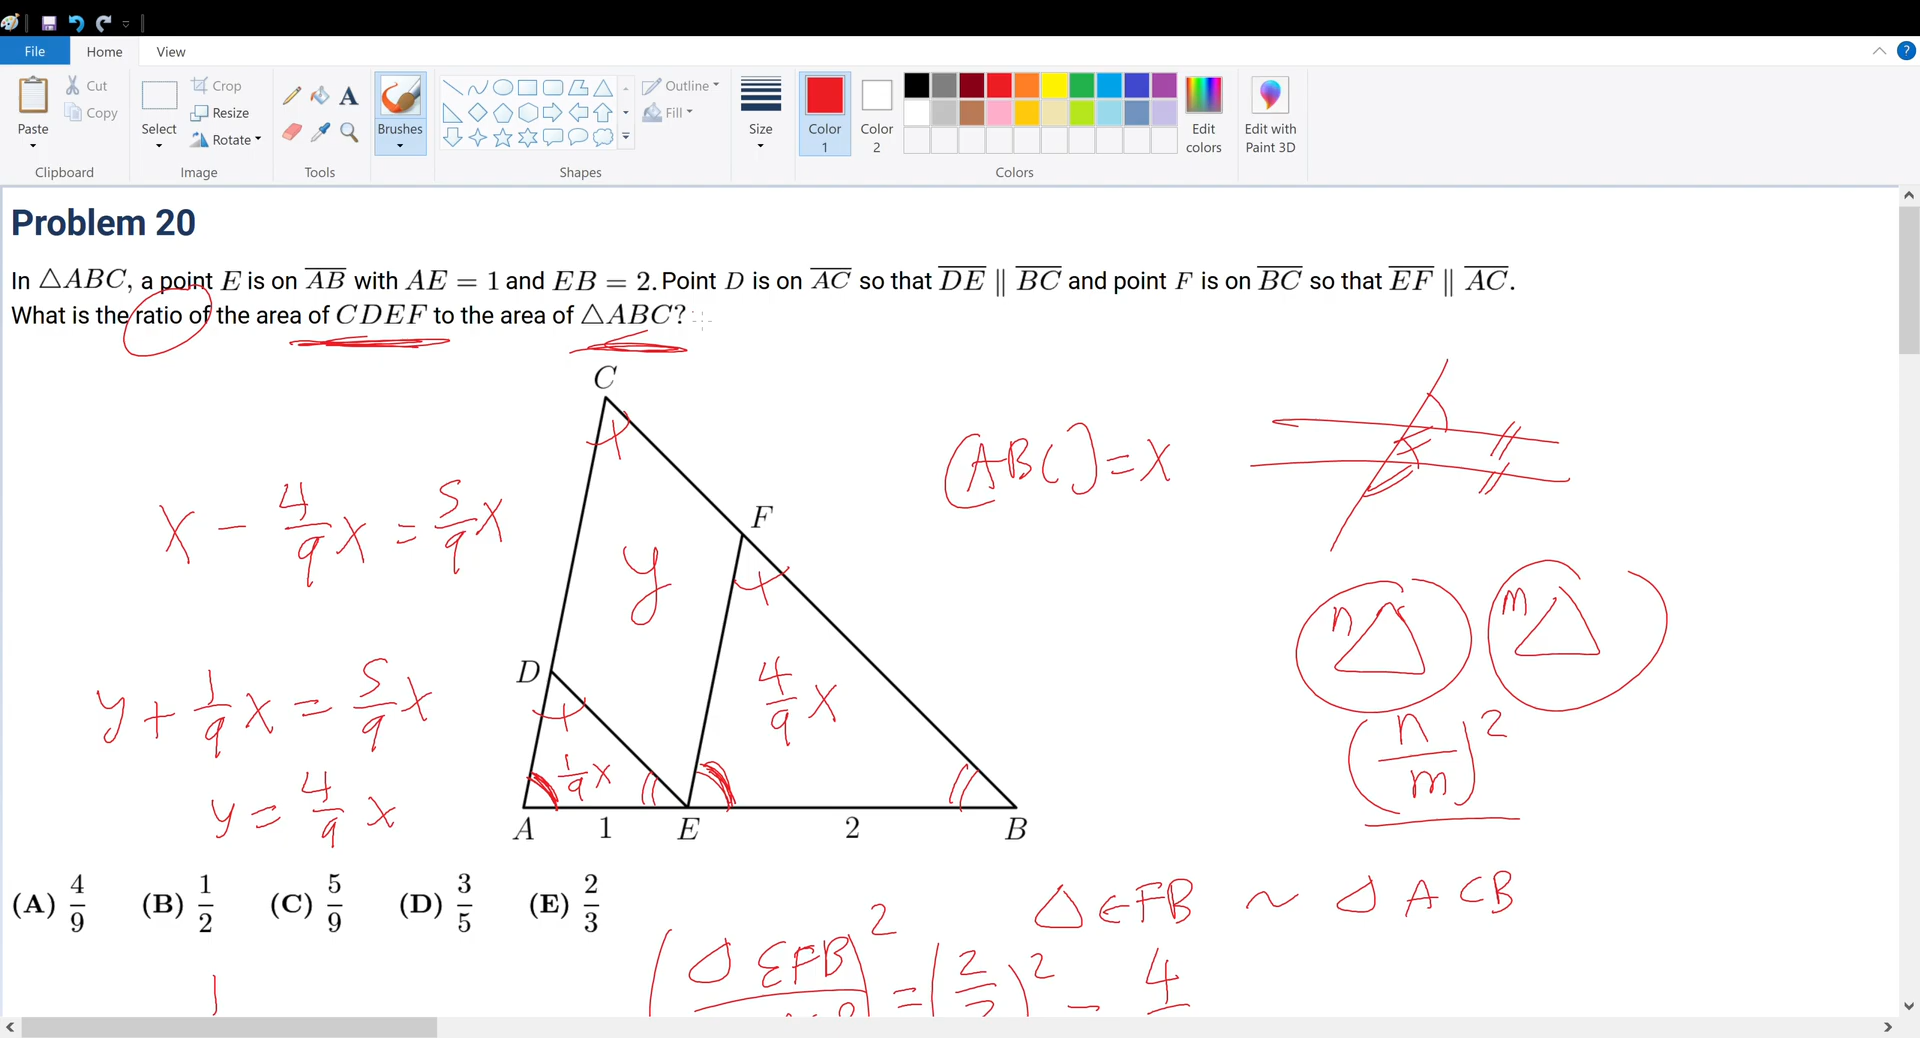 File Home View
Paste Cut Copy Select Crop Resize Rotate A Brushes Outline Fill Size Color 1 Color 2 Edit colors Edit with Paint 3D
Clipboard Image Tools Shapes Colors
Problem 20
In △ABC, a point E is on AB with AE = 1 and EB = 2. Point D is on AC so that DE ∥ BC and point F is on BC so that EF ∥ AC.
What is the ratio of the area of CDEF to the area of △ABC?
C
[ABC] = X
F
X - 4/9 X = 5/9 X
y
n m
D
4/9 X
y + 1/9 X = 5/9 X
(n/m)²
1/9 X
y = 4/9 X
A 1 E 2 B
(A) 4/9 (B) 1/2 (C) 5/9 (D) 3/5 (E) 2/3
△EFB ~ △ACB